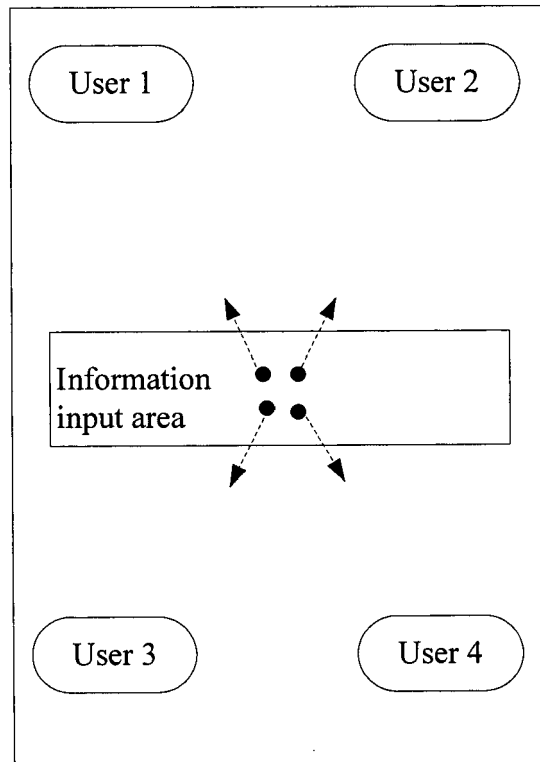 User 1
User 2
Information
input area
User 3
User 4